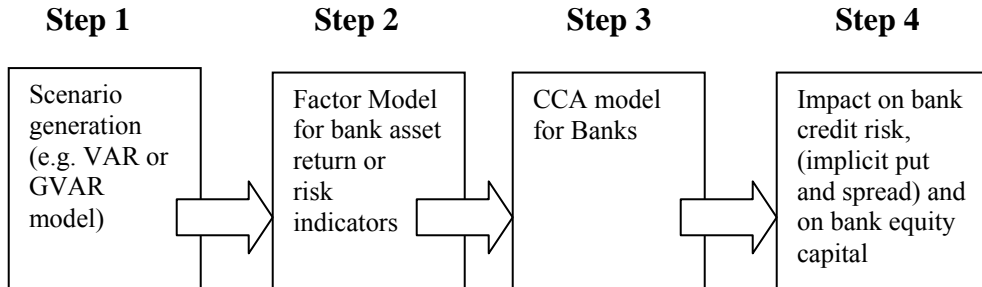 Step 1
Step 2
Step 3
Step 4
Scenario
generation
(e.g. VAR or
GVAR
model)
Factor Model
for bank asset
return or
risk
indicators
CCA model
for Banks
Impact on bank
credit risk,
(implicit put
and spread) and
on bank equity
capital